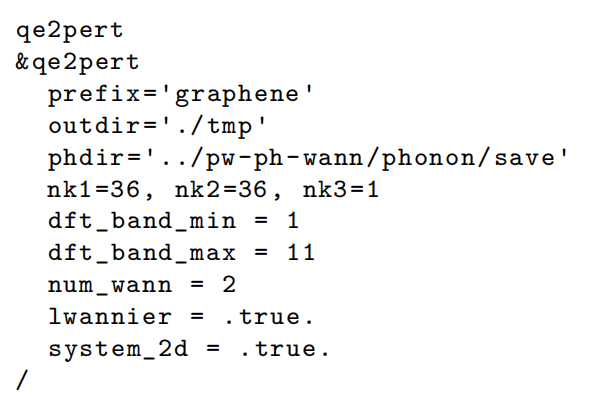 qe2pert
&qe2pert
  prefix='graphene'
  outdir='./tmp'
  phdir='../pw-ph-wann/phonon/save'
  nk1=36, nk2=36, nk3=1
  dft_band_min = 1
  dft_band_max = 11
  num_wann = 2
  lwannier = .true.
  system_2d = .true.
/